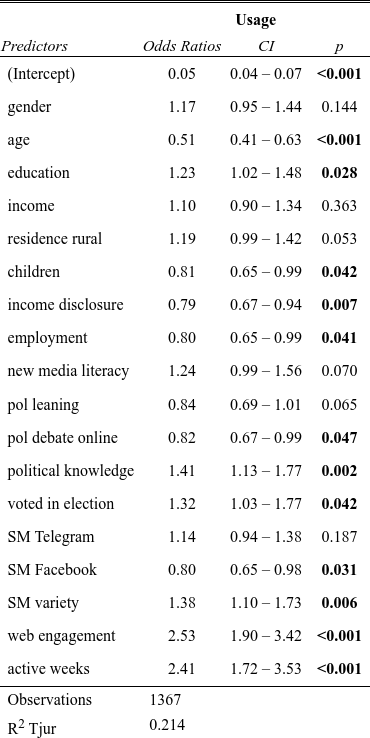 Usage
Predictors Odds Ratios CI p
(Intercept) 0.05 0.04 – 0.07 <0.001
gender 1.17 0.95 – 1.44 0.144
age 0.51 0.41 – 0.63 <0.001
education 1.23 1.02 – 1.48 0.028
income 1.10 0.90 – 1.34 0.363
residence rural 1.19 0.99 – 1.42 0.053
children 0.81 0.65 – 0.99 0.042
income disclosure 0.79 0.67 – 0.94 0.007
employment 0.80 0.65 – 0.99 0.041
new media literacy 1.24 0.99 – 1.56 0.070
pol leaning 0.84 0.69 – 1.01 0.065
pol debate online 0.82 0.67 – 0.99 0.047
political knowledge 1.41 1.13 – 1.77 0.002
voted in election 1.32 1.03 – 1.77 0.042
SM Telegram 1.14 0.94 – 1.38 0.187
SM Facebook 0.80 0.65 – 0.98 0.031
SM variety 1.38 1.10 – 1.73 0.006
web engagement 2.53 1.90 – 3.42 <0.001
active weeks 2.41 1.72 – 3.53 <0.001
Observations 1367
R² Tjur 0.214